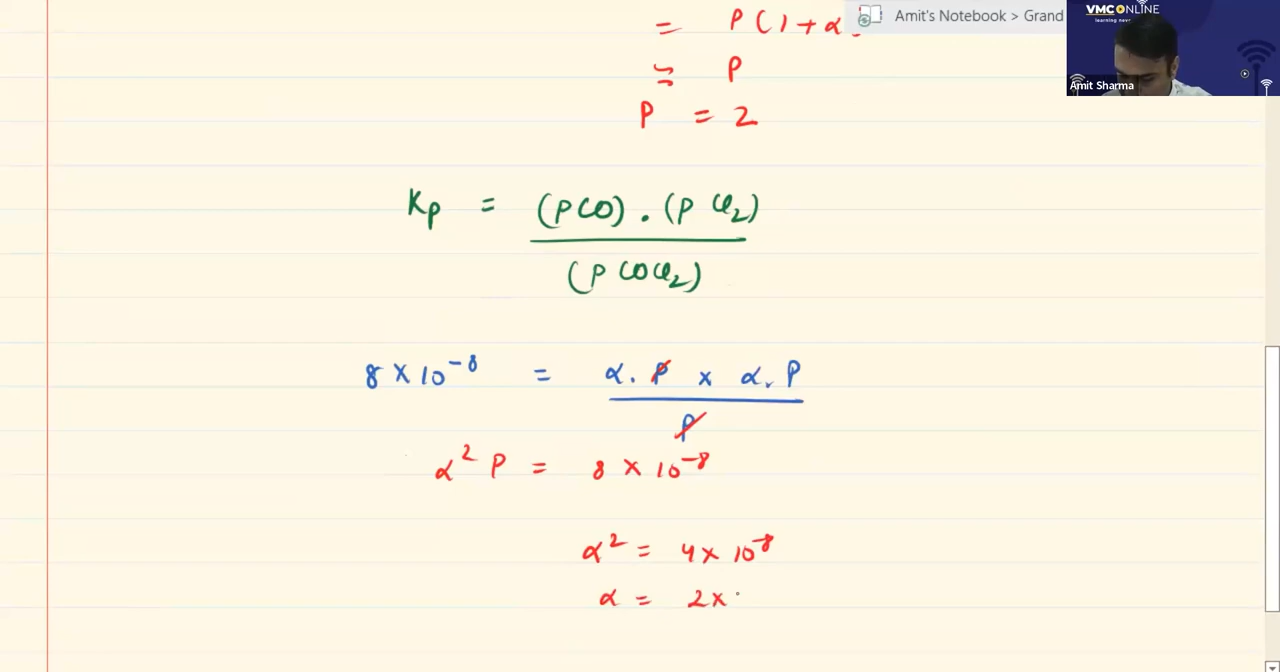 = P(1+α
Amit's Notebook > Grand
VMC ONLINE
Amit Sharma
≃ P
P = 2
Kp = (PCO) . (PCl2)
(PCOCl2)
8 × 10⁻⁸ = α. P × α. P
P
α² P = 8 × 10⁻⁸
α² = 4 × 10⁻⁸
α = 2 ×